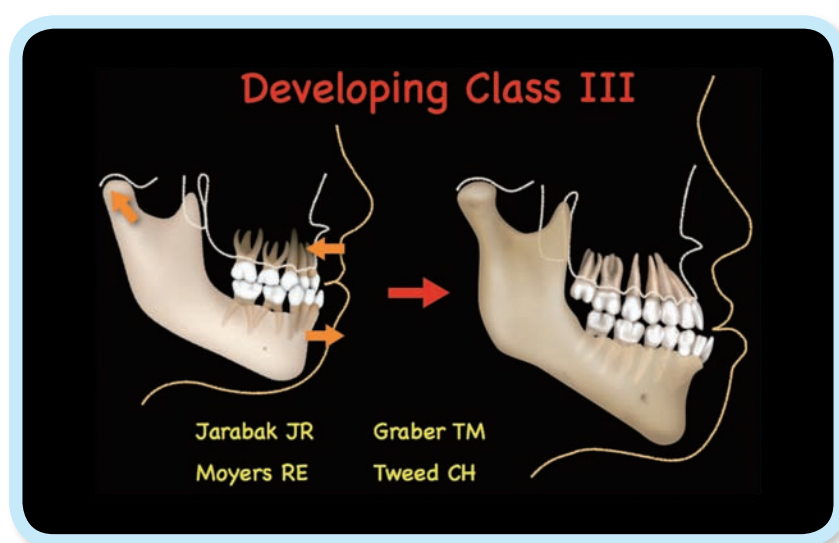 Developing Class III
Jarabak JR
Graber TM
Moyers RE
Tweed CH